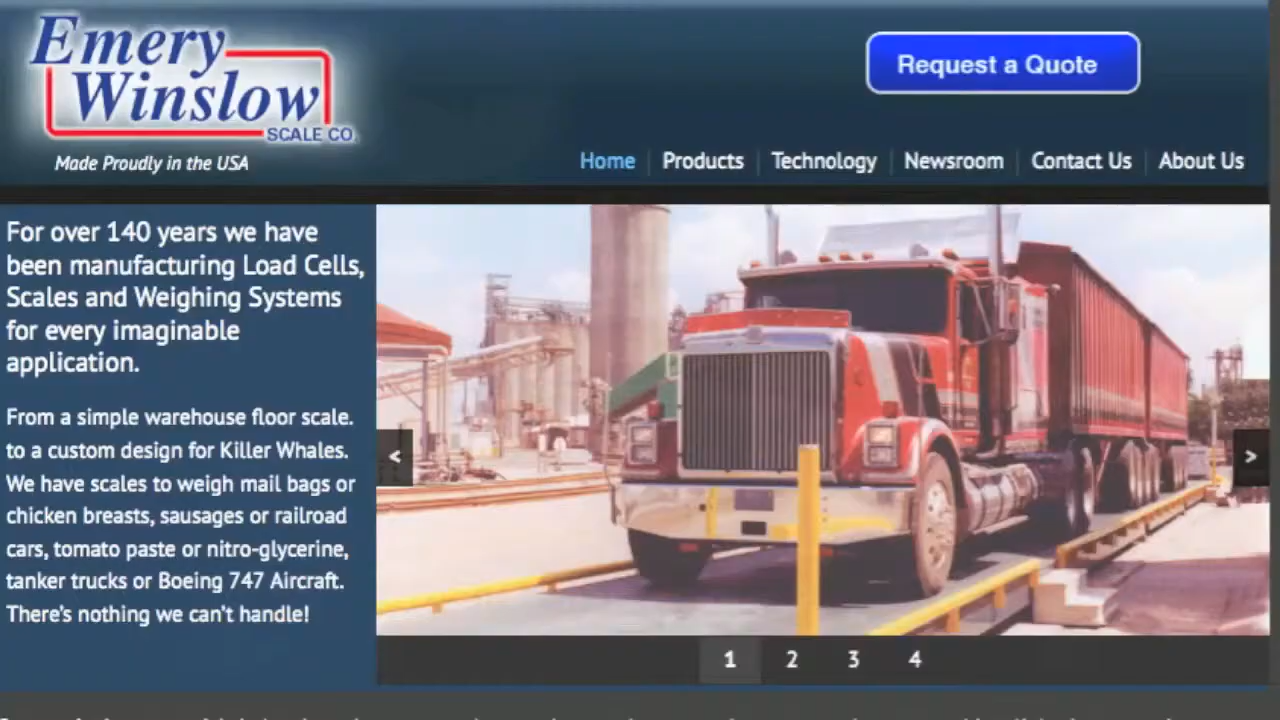 Emery
Winslow
SCALE CO.
Made Proudly in the USA
Request a Quote
Home Products Technology Newsroom Contact Us About Us
For over 140 years we have
been manufacturing Load Cells,
Scales and Weighing Systems
for every imaginable
application.
From a simple warehouse floor scale.
to a custom design for Killer Whales.
We have scales to weigh mail bags or
chicken breasts, sausages or railroad
cars, tomato paste or nitro-glycerine,
tanker trucks or Boeing 747 Aircraft.
There's nothing we can't handle!
< >
1 2 3 4